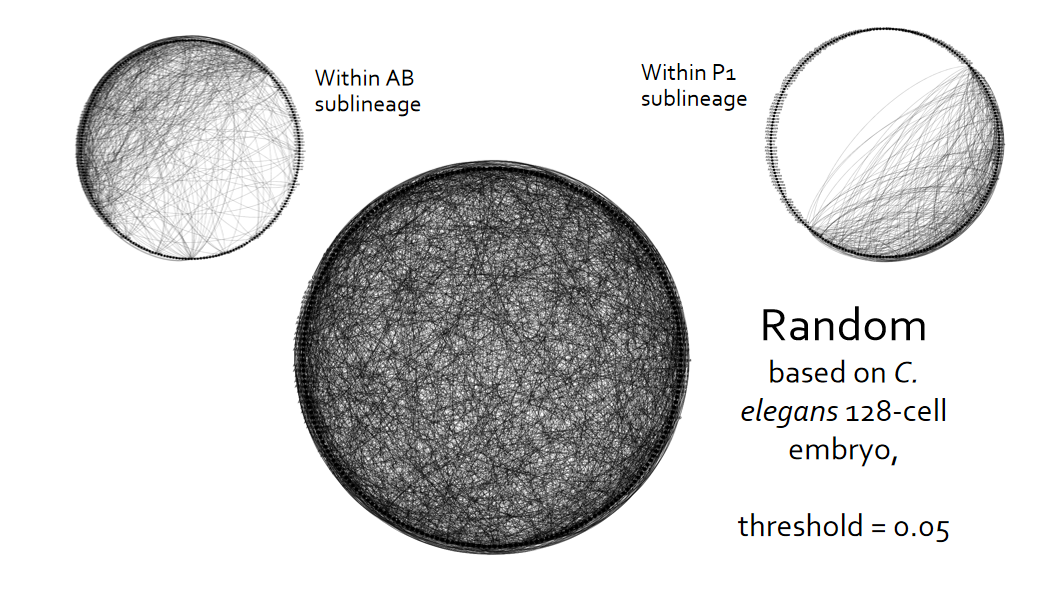 Within AB
sublineage
Within P1
sublineage
Random
based on C.
elegans 128-cell
embryo,
threshold = 0.05